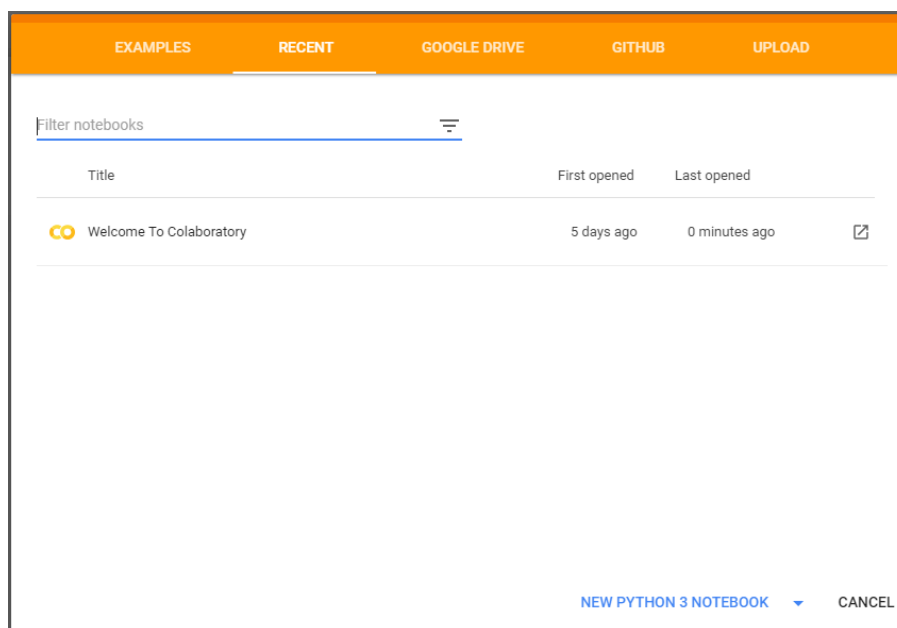 EXAMPLES RECENT GOOGLE DRIVE GITHUB UPLOAD
Filter notebooks
Title First opened Last opened
CO Welcome To Colaboratory 5 days ago 0 minutes ago
NEW PYTHON 3 NOTEBOOK CANCEL